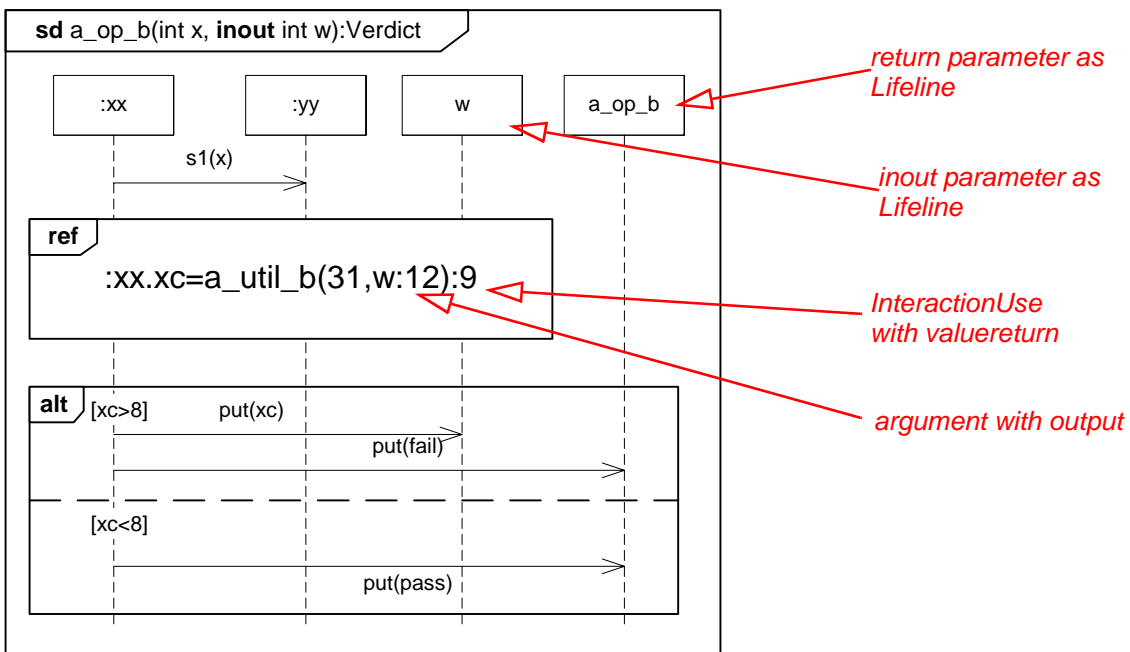 sd a_op_b(int x, inout int w):Verdict
return parameter as
Lifeline
:xx
:yy
w
a_op_b
s1(x)
inout parameter as
Lifeline
ref
:xx.xc=a_util_b(31,w:12):9
InteractionUse
with valuereturn
alt
[xc>8]
put(xc)
argument with output
put(fail)
[xc<8]
put(pass)